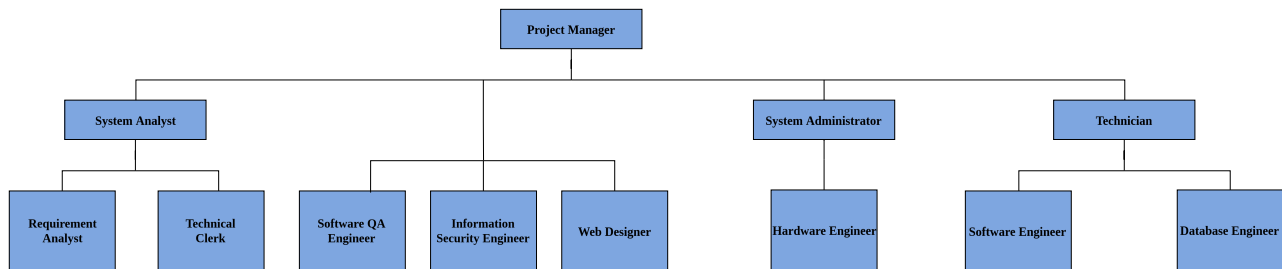 Project Manager
System Analyst
System Administrator
Technician
Requirement
Analyst
Technical
Clerk
Software QA
Engineer
Information
Security Engineer
Web Designer
Hardware Engineer
Software Engineer
Database Engineer